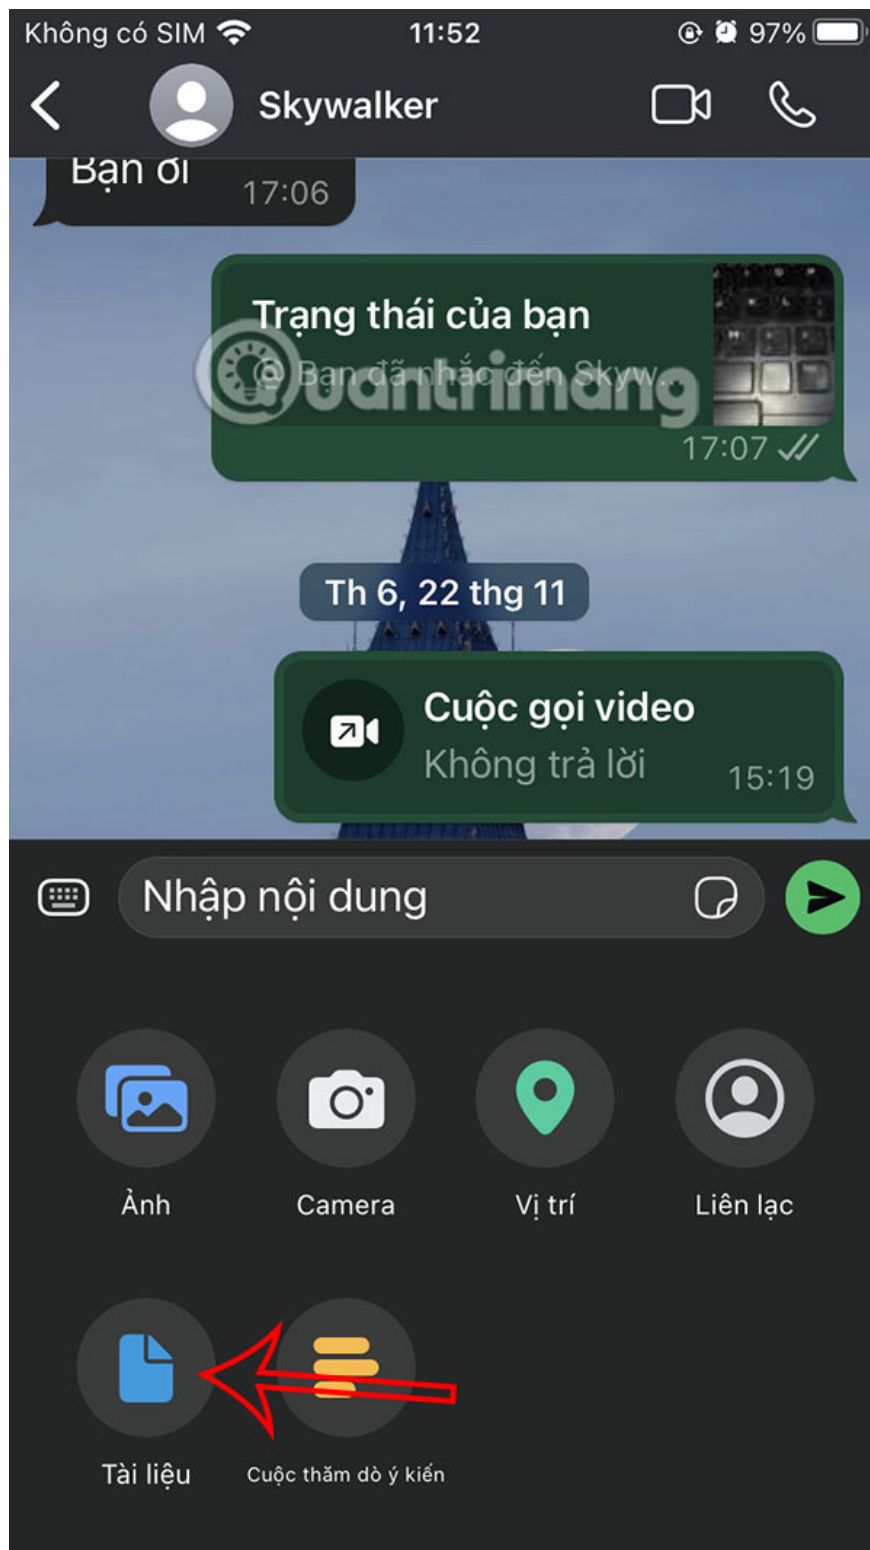 Không có SIM 11:52 97%
Skywalker
Bạn ơi
17:06
Trạng thái của bạn
@ Bạn đã nhắc đến Skyw...
Quantrimang
17:07
Th 6, 22 thg 11
Cuộc gọi video
Không trả lời 15:19
Nhập nội dung
Ảnh Camera Vị trí Liên lạc
Tài liệu Cuộc thăm dò ý kiến